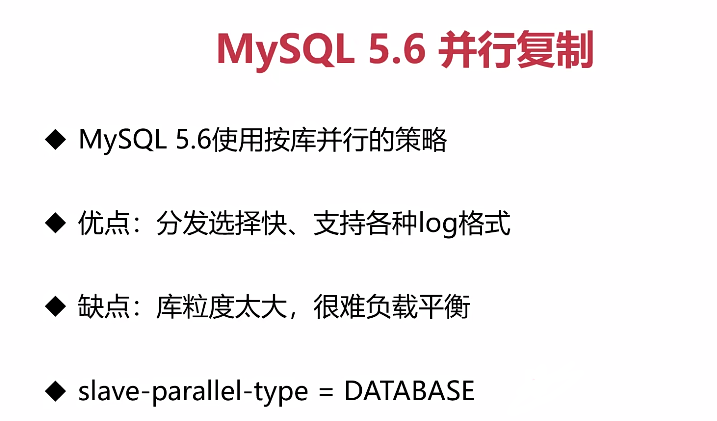 MySQL 5.6 并行复制
◆ MySQL 5.6使用按库并行的策略
◆ 优点：分发选择快、支持各种log格式
◆ 缺点：库粒度太大，很难负载平衡
◆ slave-parallel-type = DATABASE